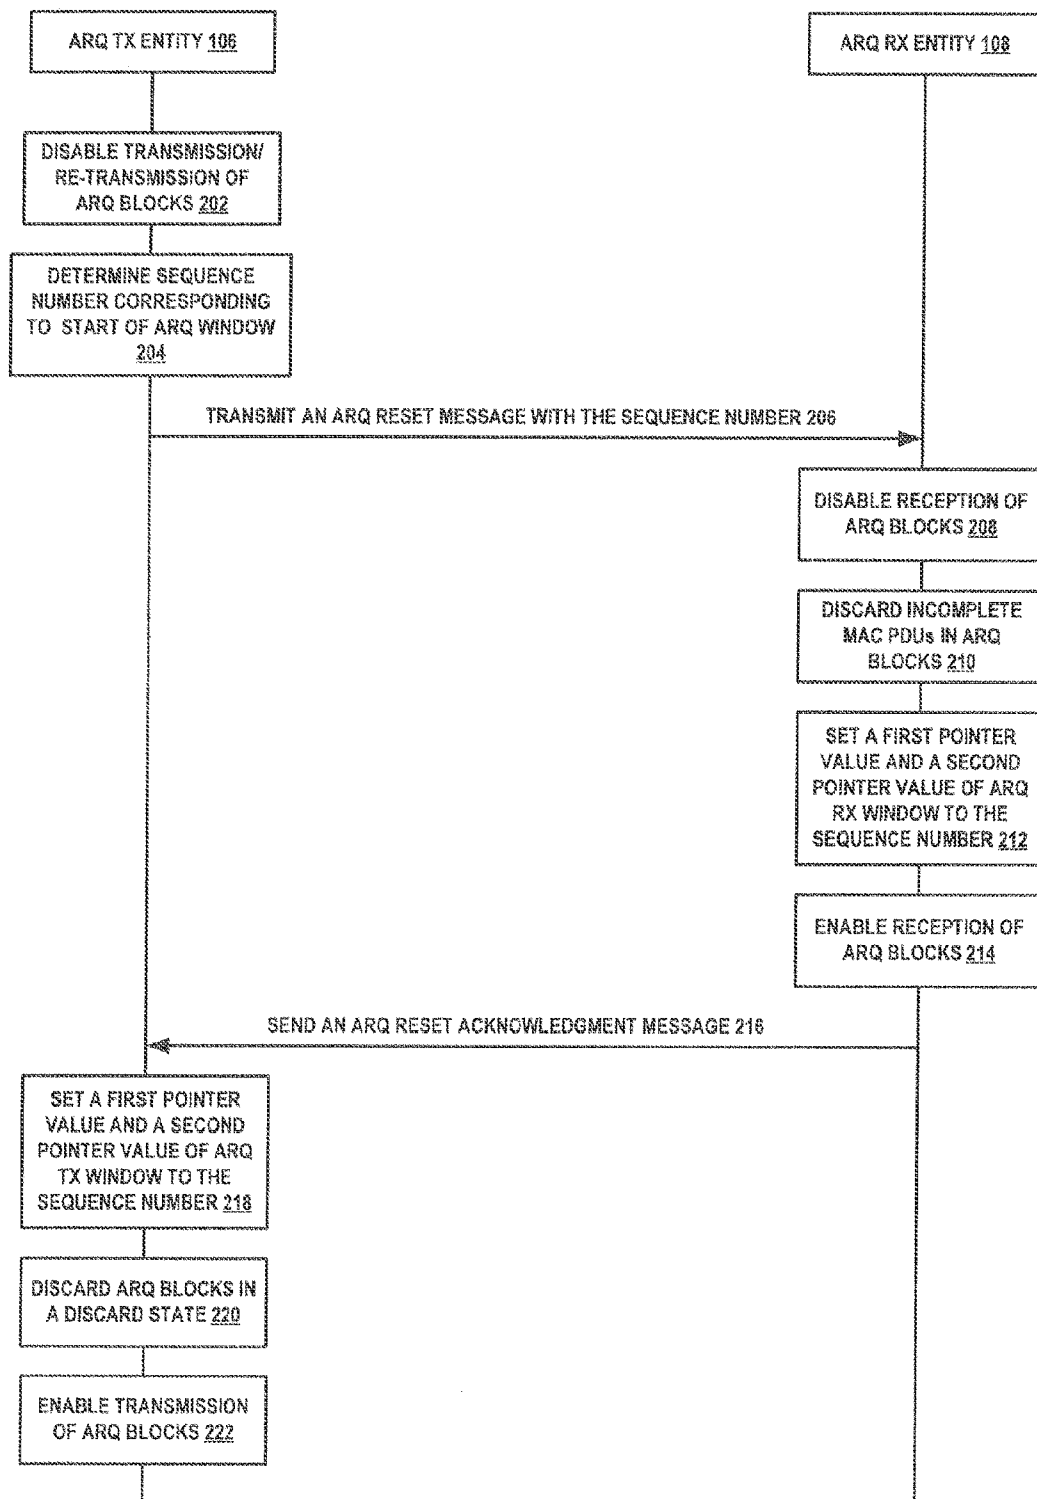 ARQ TX ENTITY 106
ARQ RX ENTITY 108
DISABLE TRANSMISSION/
RE-TRANSMISSION OF
ARQ BLOCKS 202
DETERMINE SEQUENCE
NUMBER CORRESPONDING
TO START OF ARQ WINDOW
204
TRANSMIT AN ARQ RESET MESSAGE WITH THE SEQUENCE NUMBER 206
DISABLE RECEPTION OF
ARQ BLOCKS 208
DISCARD INCOMPLETE
MAC PDUs IN ARQ
BLOCKS 210
SET A FIRST POINTER
VALUE AND A SECOND
POINTER VALUE OF ARQ
RX WINDOW TO THE
SEQUENCE NUMBER 212
ENABLE RECEPTION OF
ARQ BLOCKS 214
SEND AN ARQ RESET ACKNOWLEDGMENT MESSAGE 216
SET A FIRST POINTER
VALUE AND A SECOND
POINTER VALUE OF ARQ
TX WINDOW TO THE
SEQUENCE NUMBER 218
DISCARD ARQ BLOCKS IN
A DISCARD STATE 220
ENABLE TRANSMISSION
OF ARQ BLOCKS 222